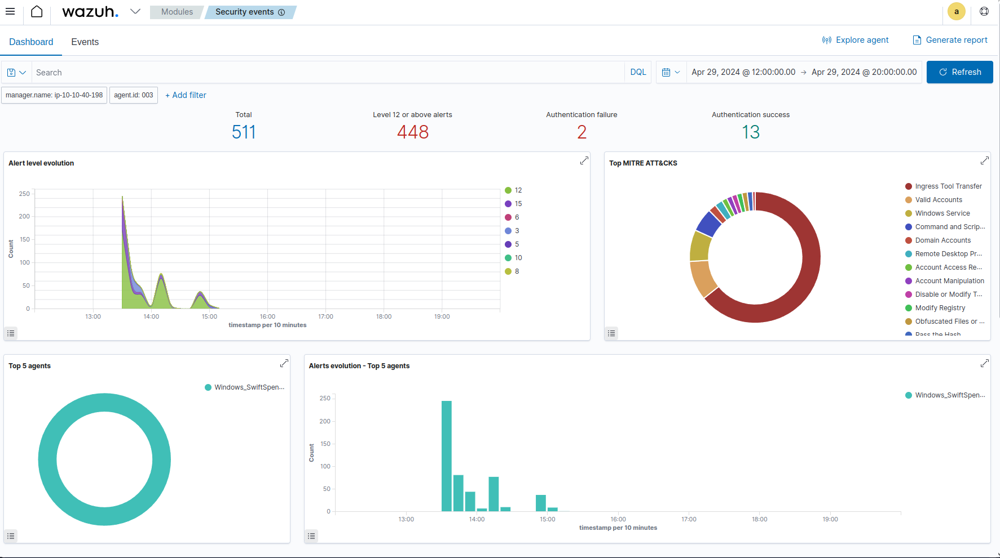 wazuh.
Modules
Security events
a
Dashboard
Events
Explore agent
Generate report
Search
DQL
Apr 29, 2024 @ 12:00:00.00 → Apr 29, 2024 @ 20:00:00.00
Refresh
manager.name: ip-10-10-40-198
agent.id: 003
+ Add filter
Total
511
Level 12 or above alerts
448
Authentication failure
2
Authentication success
13
Alert level evolution
Count
250
200
150
100
50
0
13:00
14:00
15:00
16:00
17:00
18:00
19:00
timestamp per 10 minutes
12
15
6
3
5
10
8
Top MITRE ATT&CKS
Ingress Tool Transfer
Valid Accounts
Windows Service
Command and Scrip...
Domain Accounts
Remote Desktop Pr...
Account Access Re...
Account Manipulation
Disable or Modify T...
Modify Registry
Obfuscated Files or ...
Pass the Hash
Top 5 agents
Windows_SwiftSpen...
Alerts evolution - Top 5 agents
Count
250
200
150
100
50
0
13:00
14:00
15:00
16:00
17:00
18:00
19:00
timestamp per 10 minutes
Windows_SwiftSpen...